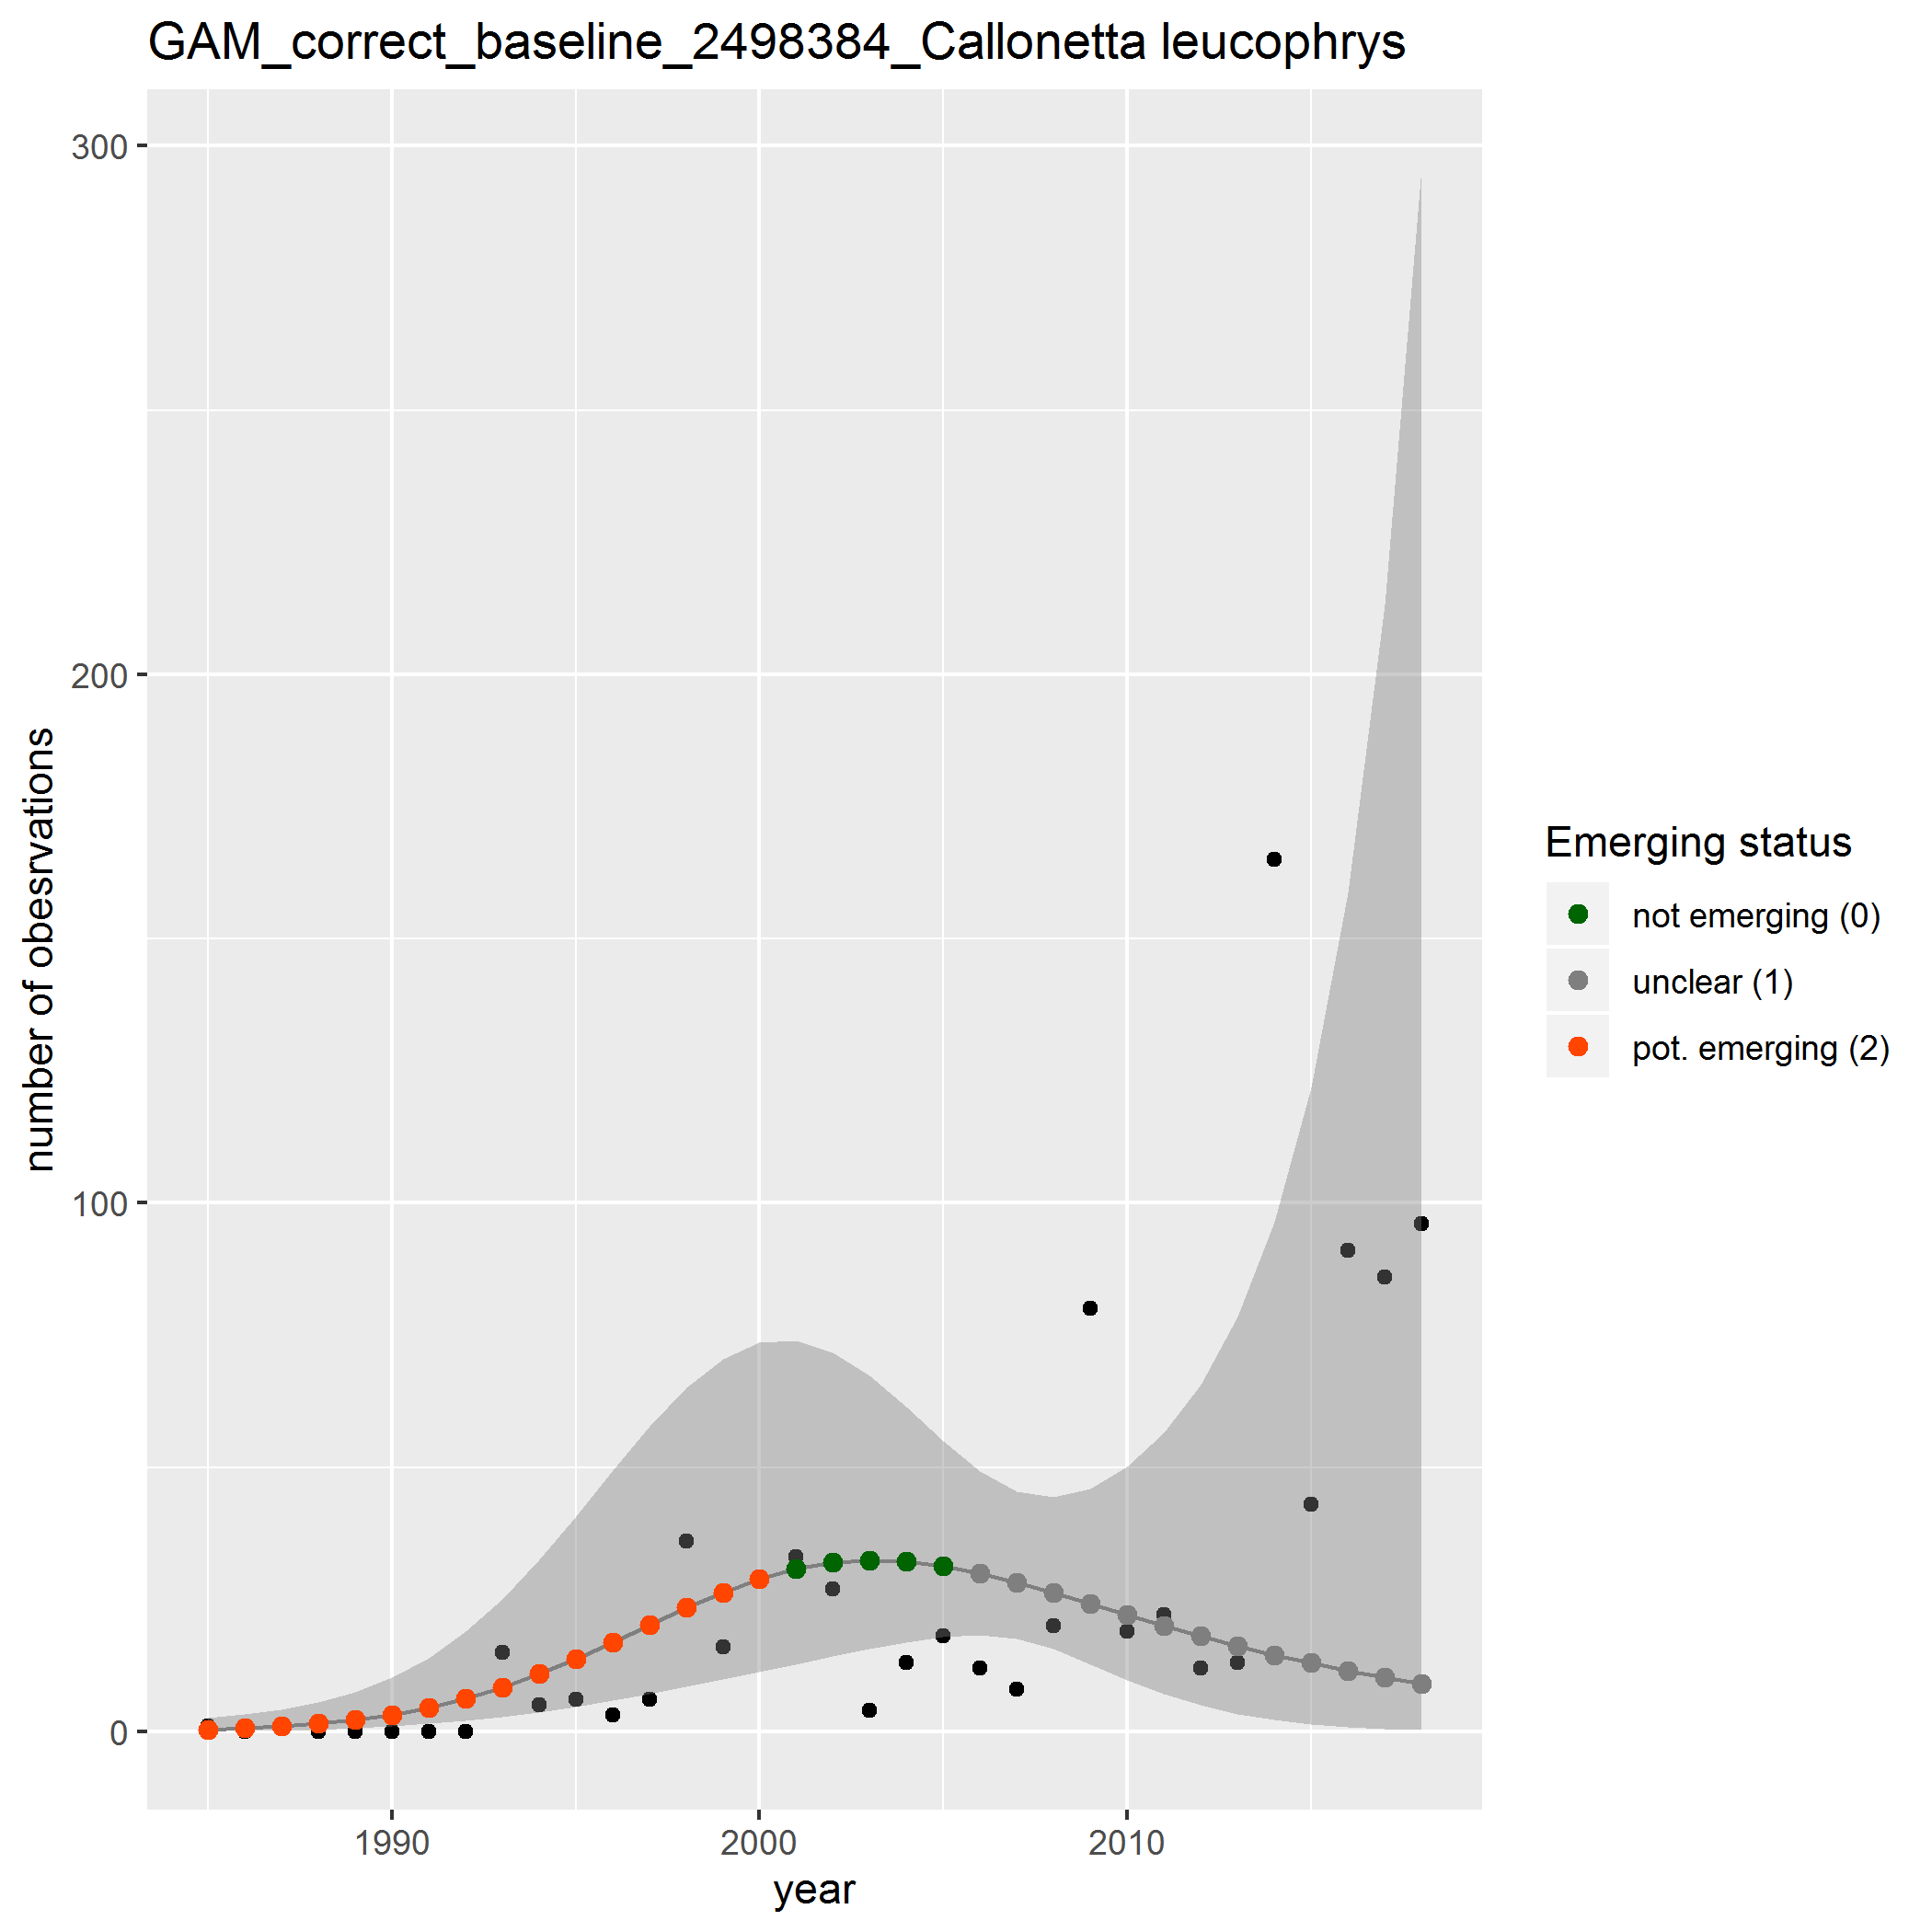 GAM_correct_baseline_2498384_Callonetta leucophrys
300
200
100
0
number of obesrvations
1990
2000
2010
year
Emerging status
not emerging (0)
unclear (1)
pot. emerging (2)